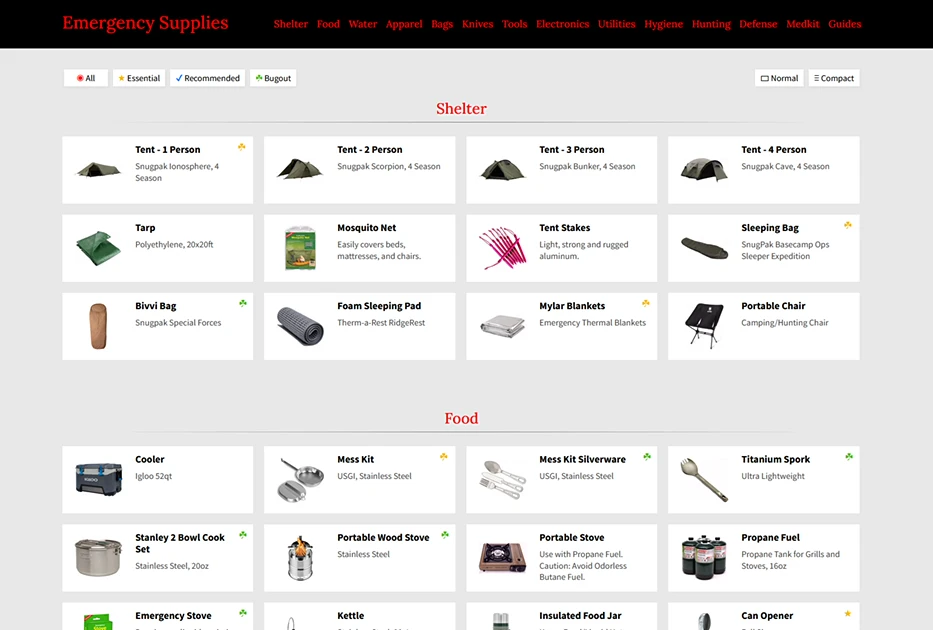 Emergency Supplies
Shelter Food Water Apparel Bags Knives Tools Electronics Utilities Hygiene Hunting Defense Medkit Guides
All Essential Recommended Bugout
Normal Compact
Shelter
Tent - 1 Person
Snugpak Ionosphere, 4
Season
Tent - 2 Person
Snugpak Scorpion, 4 Season
Tent - 3 Person
Snugpak Bunker, 4 Season
Tent - 4 Person
Snugpak Cave, 4 Season
Tarp
Polyethylene, 20x20ft
Mosquito Net
Easily covers beds,
mattresses, and chairs.
Tent Stakes
Light, strong and rugged
aluminum.
Sleeping Bag
SnugPak Basecamp Ops
Sleeper Expedition
Bivvi Bag
Snugpak Special Forces
Foam Sleeping Pad
Therm-a-Rest RidgeRest
Mylar Blankets
Emergency Thermal Blankets
Portable Chair
Camping/Hunting Chair
Food
Cooler
Igloo 52qt
Mess Kit
USGI, Stainless Steel
Mess Kit Silverware
USGI, Stainless Steel
Titanium Spork
Ultra Lightweight
Stanley 2 Bowl Cook
Set
Stainless Steel, 20oz
Portable Wood Stove
Stainless Steel
Portable Stove
Use with Propane Fuel.
Caution: Avoid Odorless
Butane Fuel.
Propane Fuel
Propane Tank for Grills and
Stoves, 16oz
Emergency Stove
Kettle
Insulated Food Jar
Can Opener